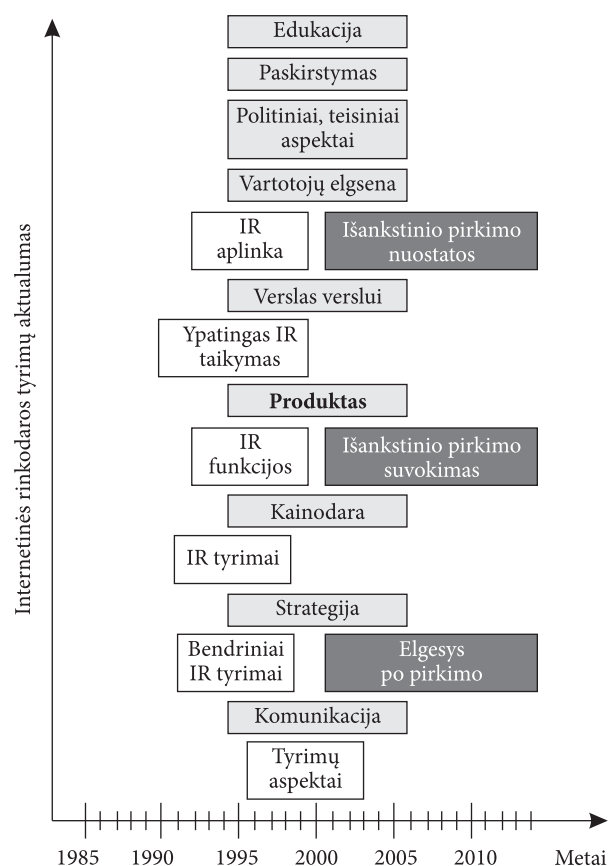 Internetinės rinkodaros tyrimų aktualumas
Edukacija
Paskirstymas
Politiniai, teisiniai
aspektai
Vartotojų elgsena
IR
aplinka
Išankstinio pirkimo
nuostatos
Verslas verslui
Ypatingas IR
taikymas
Produktas
IR
funkcijos
Išankstinio pirkimo
suvokimas
Kainodara
IR tyrimai
Strategija
Bendriniai
IR tyrimai
Elgesys
po pirkimo
Komunikacija
Tyrimų
aspektai
1985 1990 1995 2000 2005 2010 Metai